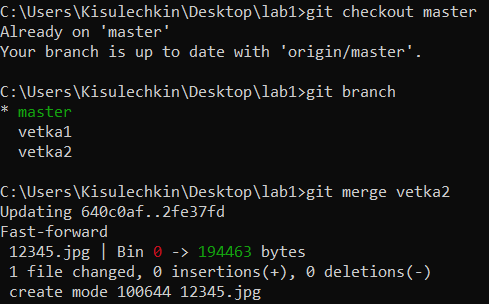 C:\Users\Kisulechkin\Desktop\lab1>git checkout master
Already on 'master'
Your branch is up to date with 'origin/master'.
C:\Users\Kisulechkin\Desktop\lab1>git branch
* master
  vetka1
  vetka2
C:\Users\Kisulechkin\Desktop\lab1>git merge vetka2
Updating 640c0af..2fe37fd
Fast-forward
 12345.jpg | Bin 0 -> 194463 bytes
 1 file changed, 0 insertions(+), 0 deletions(-)
 create mode 100644 12345.jpg